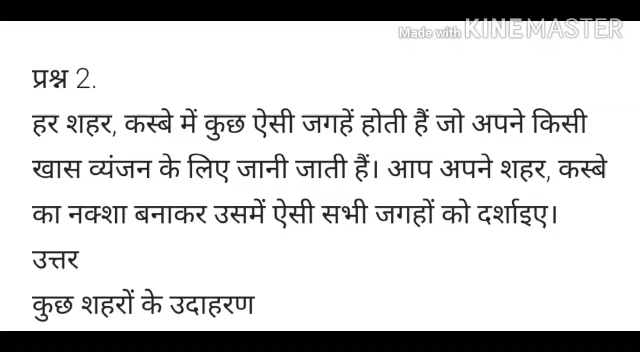 Made with KINEMASTER
प्रश्न 2.
हर शहर, कस्बे में कुछ ऐसी जगहें होती हैं जो अपने किसी
खास व्यंजन के लिए जानी जाती हैं। आप अपने शहर, कस्बे
का नक्शा बनाकर उसमें ऐसी सभी जगहों को दर्शाइए।
उत्तर
कुछ शहरों के उदाहरण